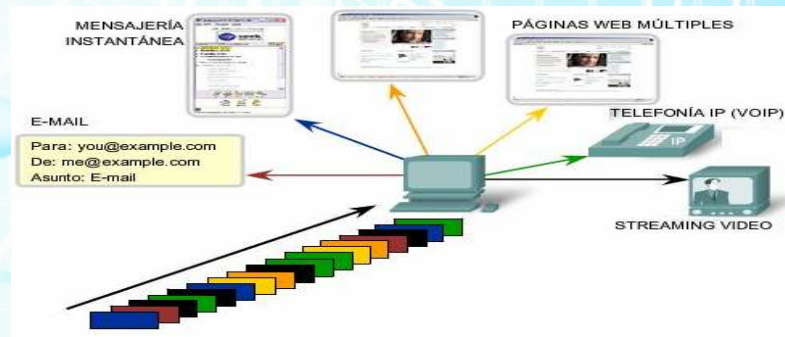 MENSAJERÍA
INSTANTÁNEA
PÁGINAS WEB MÚLTIPLES
TELEFONÍA IP (VOIP)
IP
E-MAIL
Para: you@example.com
De: me@example.com
Asunto: E-mail
STREAMING VIDEO